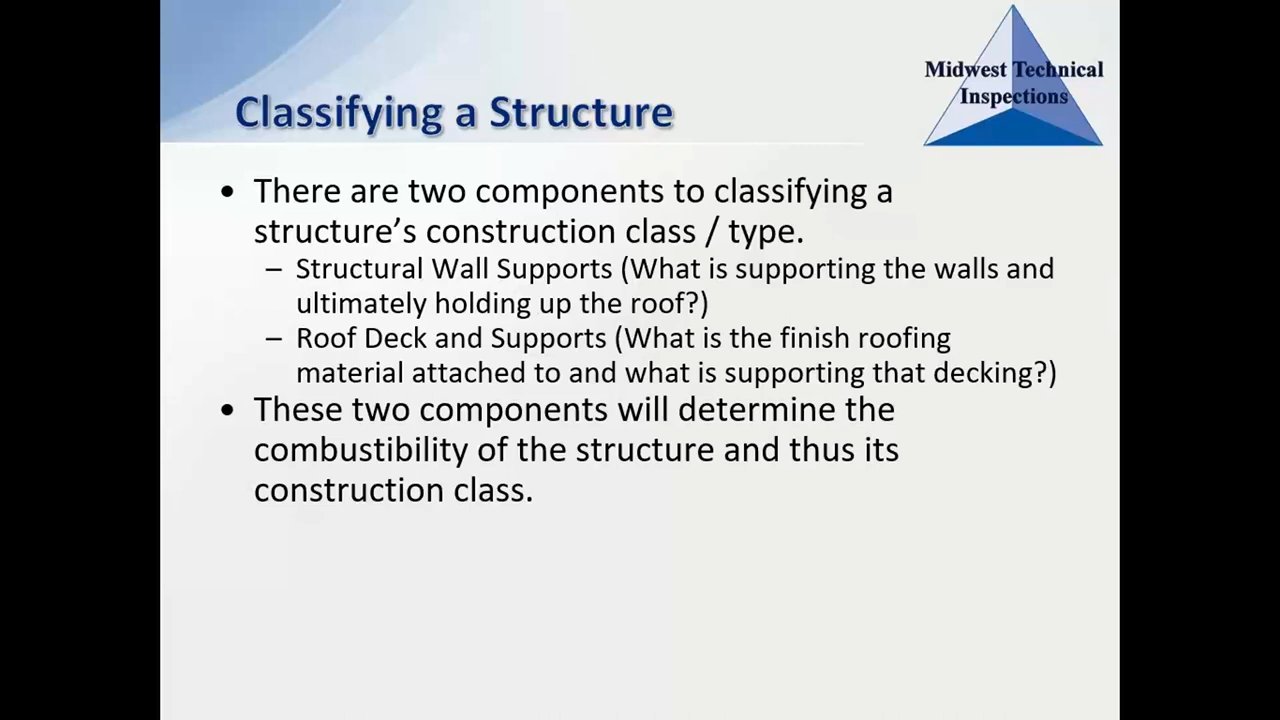 Midwest Technical
Inspections
Classifying a Structure
• There are two components to classifying a
structure’s construction class / type.
– Structural Wall Supports (What is supporting the walls and
ultimately holding up the roof?)
– Roof Deck and Supports (What is the finish roofing
material attached to and what is supporting that decking?)
• These two components will determine the
combustibility of the structure and thus its
construction class.